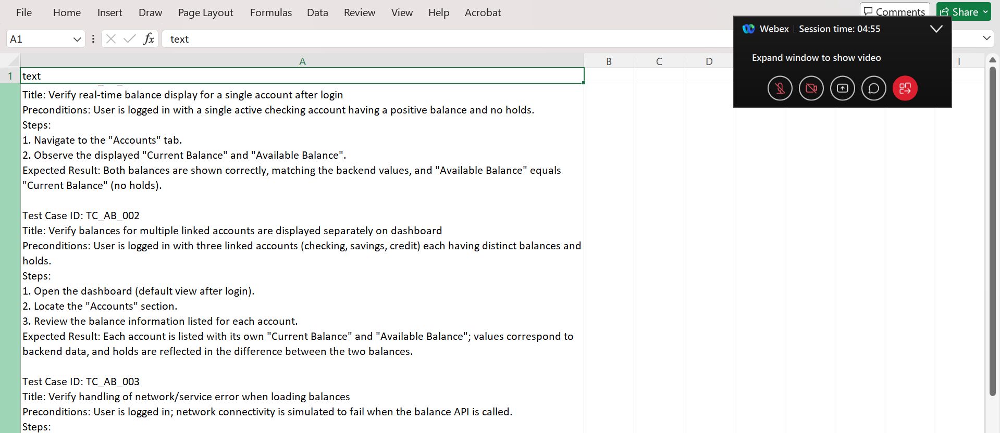 File Home Insert Draw Page Layout Formulas Data Review View Help Acrobat Comments Share
Webex | Session time: 04:55
A1 fx text
Expand window to show video
A B C D I
1 text
Title: Verify real-time balance display for a single account after login
Preconditions: User is logged in with a single active checking account having a positive balance and no holds.
Steps:
1. Navigate to the "Accounts" tab.
2. Observe the displayed "Current Balance" and "Available Balance".
Expected Result: Both balances are shown correctly, matching the backend values, and "Available Balance" equals
"Current Balance" (no holds).
Test Case ID: TC_AB_002
Title: Verify balances for multiple linked accounts are displayed separately on dashboard
Preconditions: User is logged in with three linked accounts (checking, savings, credit) each having distinct balances and
holds.
Steps:
1. Open the dashboard (default view after login).
2. Locate the "Accounts" section.
3. Review the balance information listed for each account.
Expected Result: Each account is listed with its own "Current Balance" and "Available Balance"; values correspond to
backend data, and holds are reflected in the difference between the two balances.
Test Case ID: TC_AB_003
Title: Verify handling of network/service error when loading balances
Preconditions: User is logged in; network connectivity is simulated to fail when the balance API is called.
Steps: